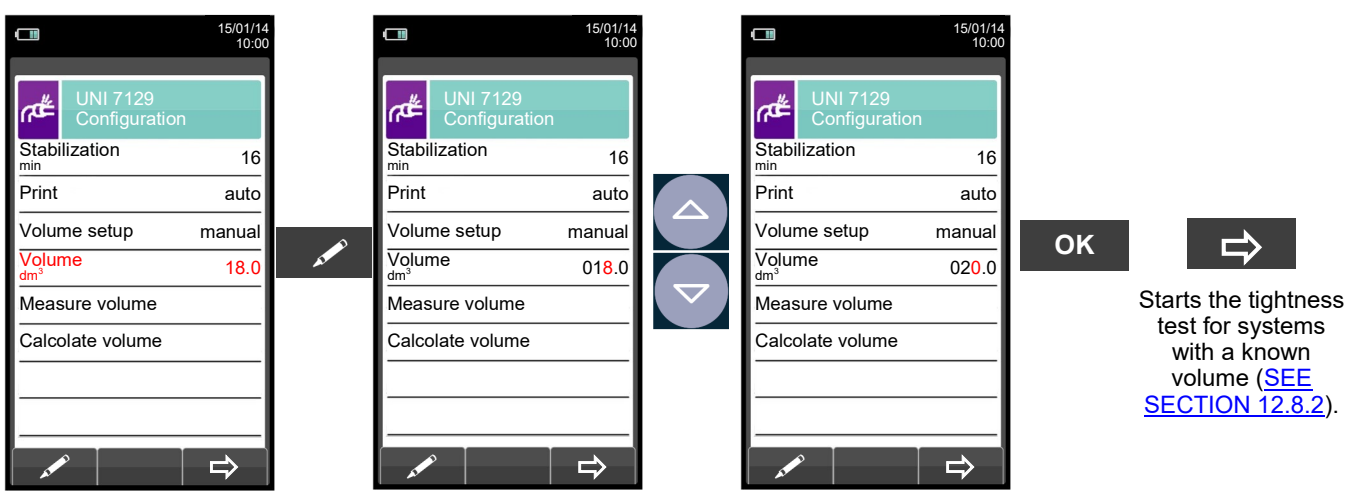 15/01/14
10:00
UNI 7129
Configuration
Stabilization
min
16
Print
auto
Volume setup
manual
Volume
dm³
18.0
Measure volume
Calcolate volume
15/01/14
10:00
UNI 7129
Configuration
Stabilization
min
16
Print
auto
Volume setup
manual
Volume
dm³
018.0
Measure volume
Calcolate volume
15/01/14
10:00
UNI 7129
Configuration
Stabilization
min
16
Print
auto
Volume setup
manual
Volume
dm³
020.0
Measure volume
Calcolate volume
OK
Starts the tightness
test for systems
with a known
volume (SEE
SECTION 12.8.2).